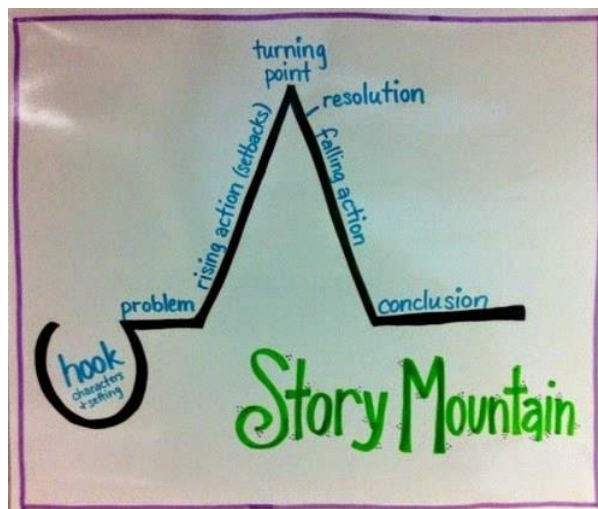 turning
point
resolution
rising action (setbacks)
falling action
problem
conclusion
hook
characters
+ setting
Story Mountain